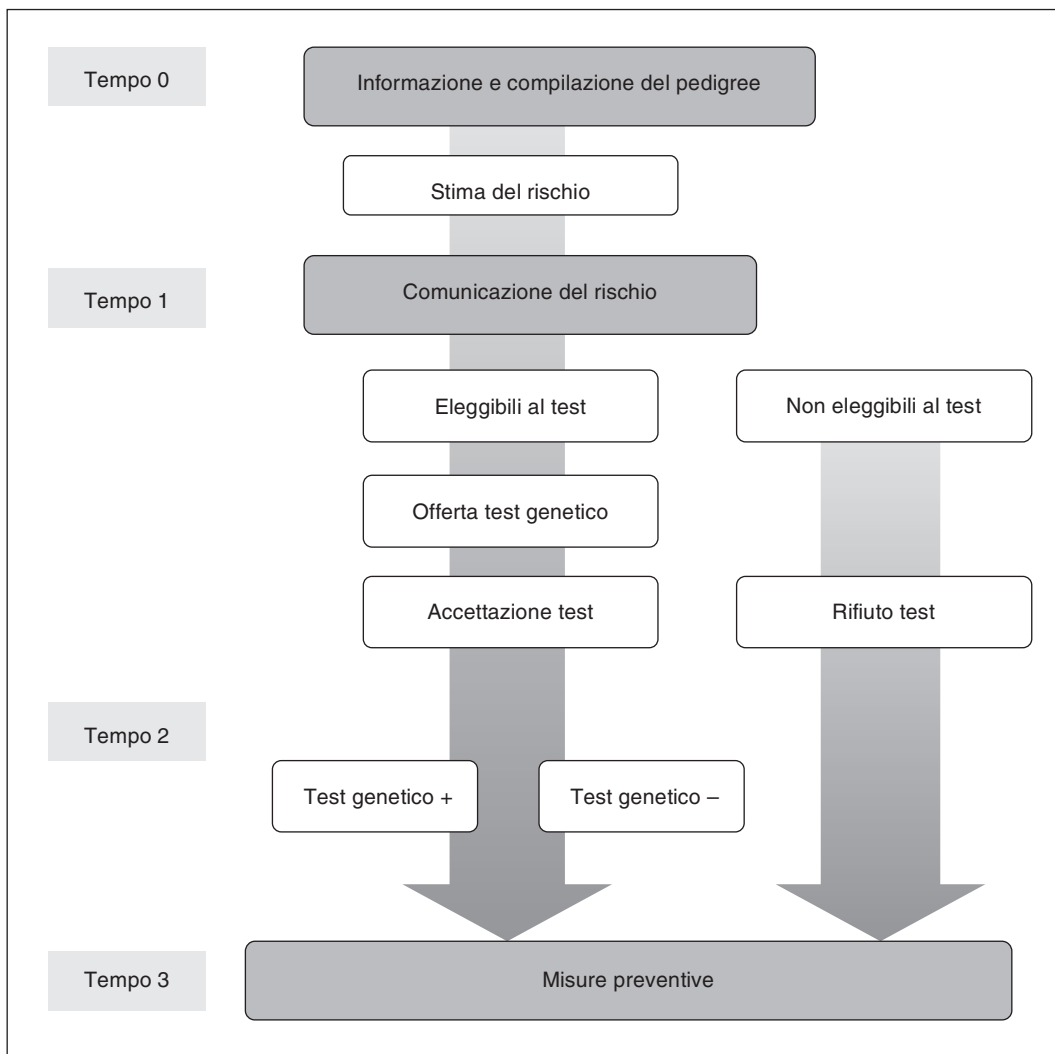 Tempo 0
Informazione e compilazione del pedigree
Stima del rischio
Tempo 1
Comunicazione del rischio
Eleggibili al test
Non eleggibili al test
Offerta test genetico
Accettazione test
Rifiuto test
Tempo 2
Test genetico +
Test genetico –
Tempo 3
Misure preventive